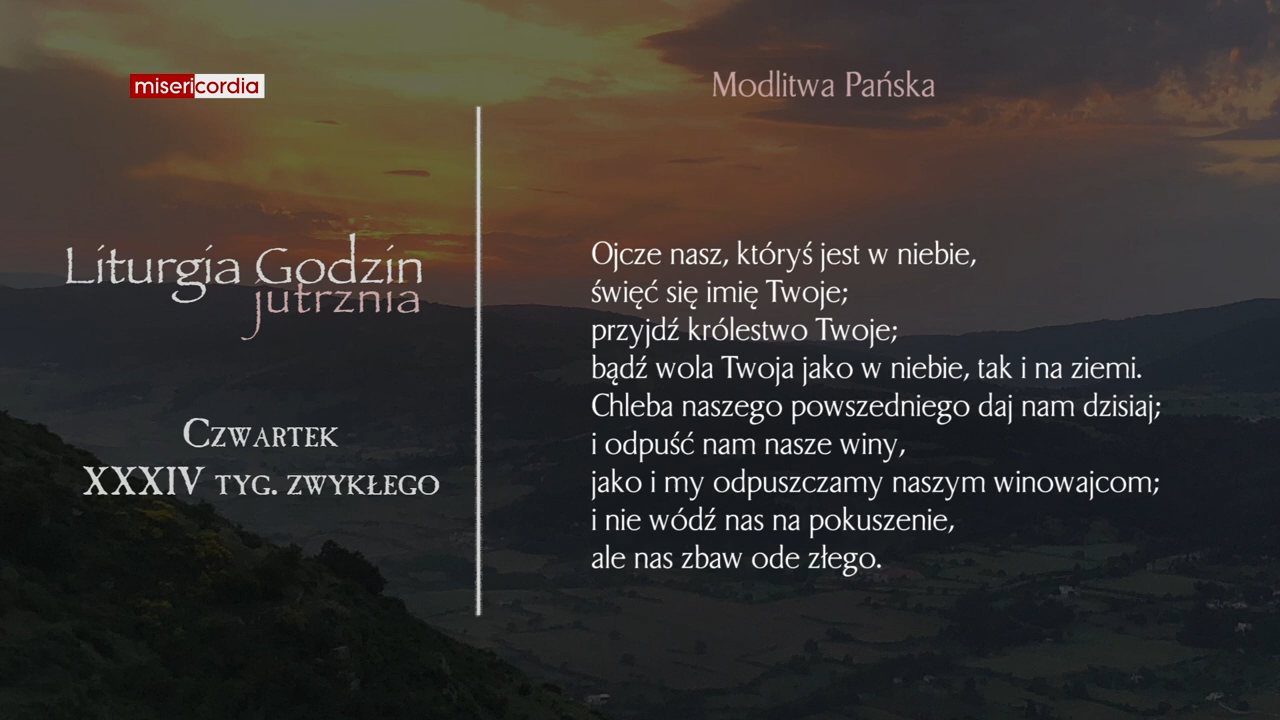 misericordia
Liturgia Godzin
jutrznia
Czwartek
XXXIV tyg. zwykłego
Modlitwa Pańska
Ojcze nasz, któryś jest w niebie,
święć się imię Twoje;
przyjdź królestwo Twoje;
bądź wola Twoja jako w niebie, tak i na ziemi.
Chleba naszego powszedniego daj nam dzisiaj;
i odpuść nam nasze winy,
jako i my odpuszczamy naszym winowajcom;
i nie wódź nas na pokuszenie,
ale nas zbaw ode złego.